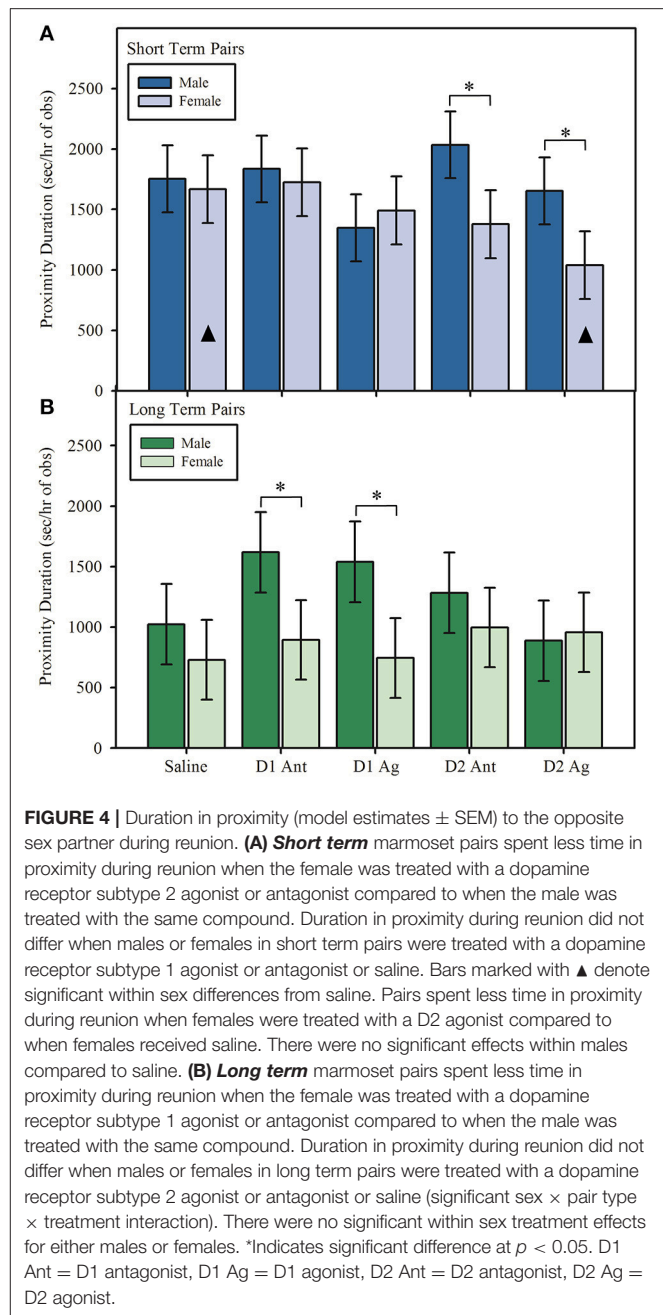 A
Short Term Pairs
Male
Female
Proximity Duration (sec/hr of obs)
2500
2000
1500
1000
500
0
*
*
▲
▲
B
Long Term Pairs
Male
Female
Proximity Duration (sec/hr of obs)
2500
2000
1500
1000
500
0
*
*
Saline D1 Ant D1 Ag D2 Ant D2 Ag
FIGURE 4 | Duration in proximity (model estimates ± SEM) to the opposite
sex partner during reunion. (A) Short term marmoset pairs spent less time in
proximity during reunion when the female was treated with a dopamine
receptor subtype 2 agonist or antagonist compared to when the male was
treated with the same compound. Duration in proximity during reunion did not
differ when males or females in short term pairs were treated with a dopamine
receptor subtype 1 agonist or antagonist or saline. Bars marked with ▲ denote
significant within sex differences from saline. Pairs spent less time in proximity
during reunion when females were treated with a D2 agonist compared to
when females received saline. There were no significant effects within males
compared to saline. (B) Long term marmoset pairs spent less time in
proximity during reunion when the female was treated with a dopamine
receptor subtype 1 agonist or antagonist compared to when the male was
treated with the same compound. Duration in proximity during reunion did not
differ when males or females in long term pairs were treated with a dopamine
receptor subtype 2 agonist or antagonist or saline (significant sex × pair type
× treatment interaction). There were no significant within sex treatment effects
for either males or females. *Indicates significant difference at p < 0.05. D1
Ant = D1 antagonist, D1 Ag = D1 agonist, D2 Ant = D2 antagonist, D2 Ag =
D2 agonist.